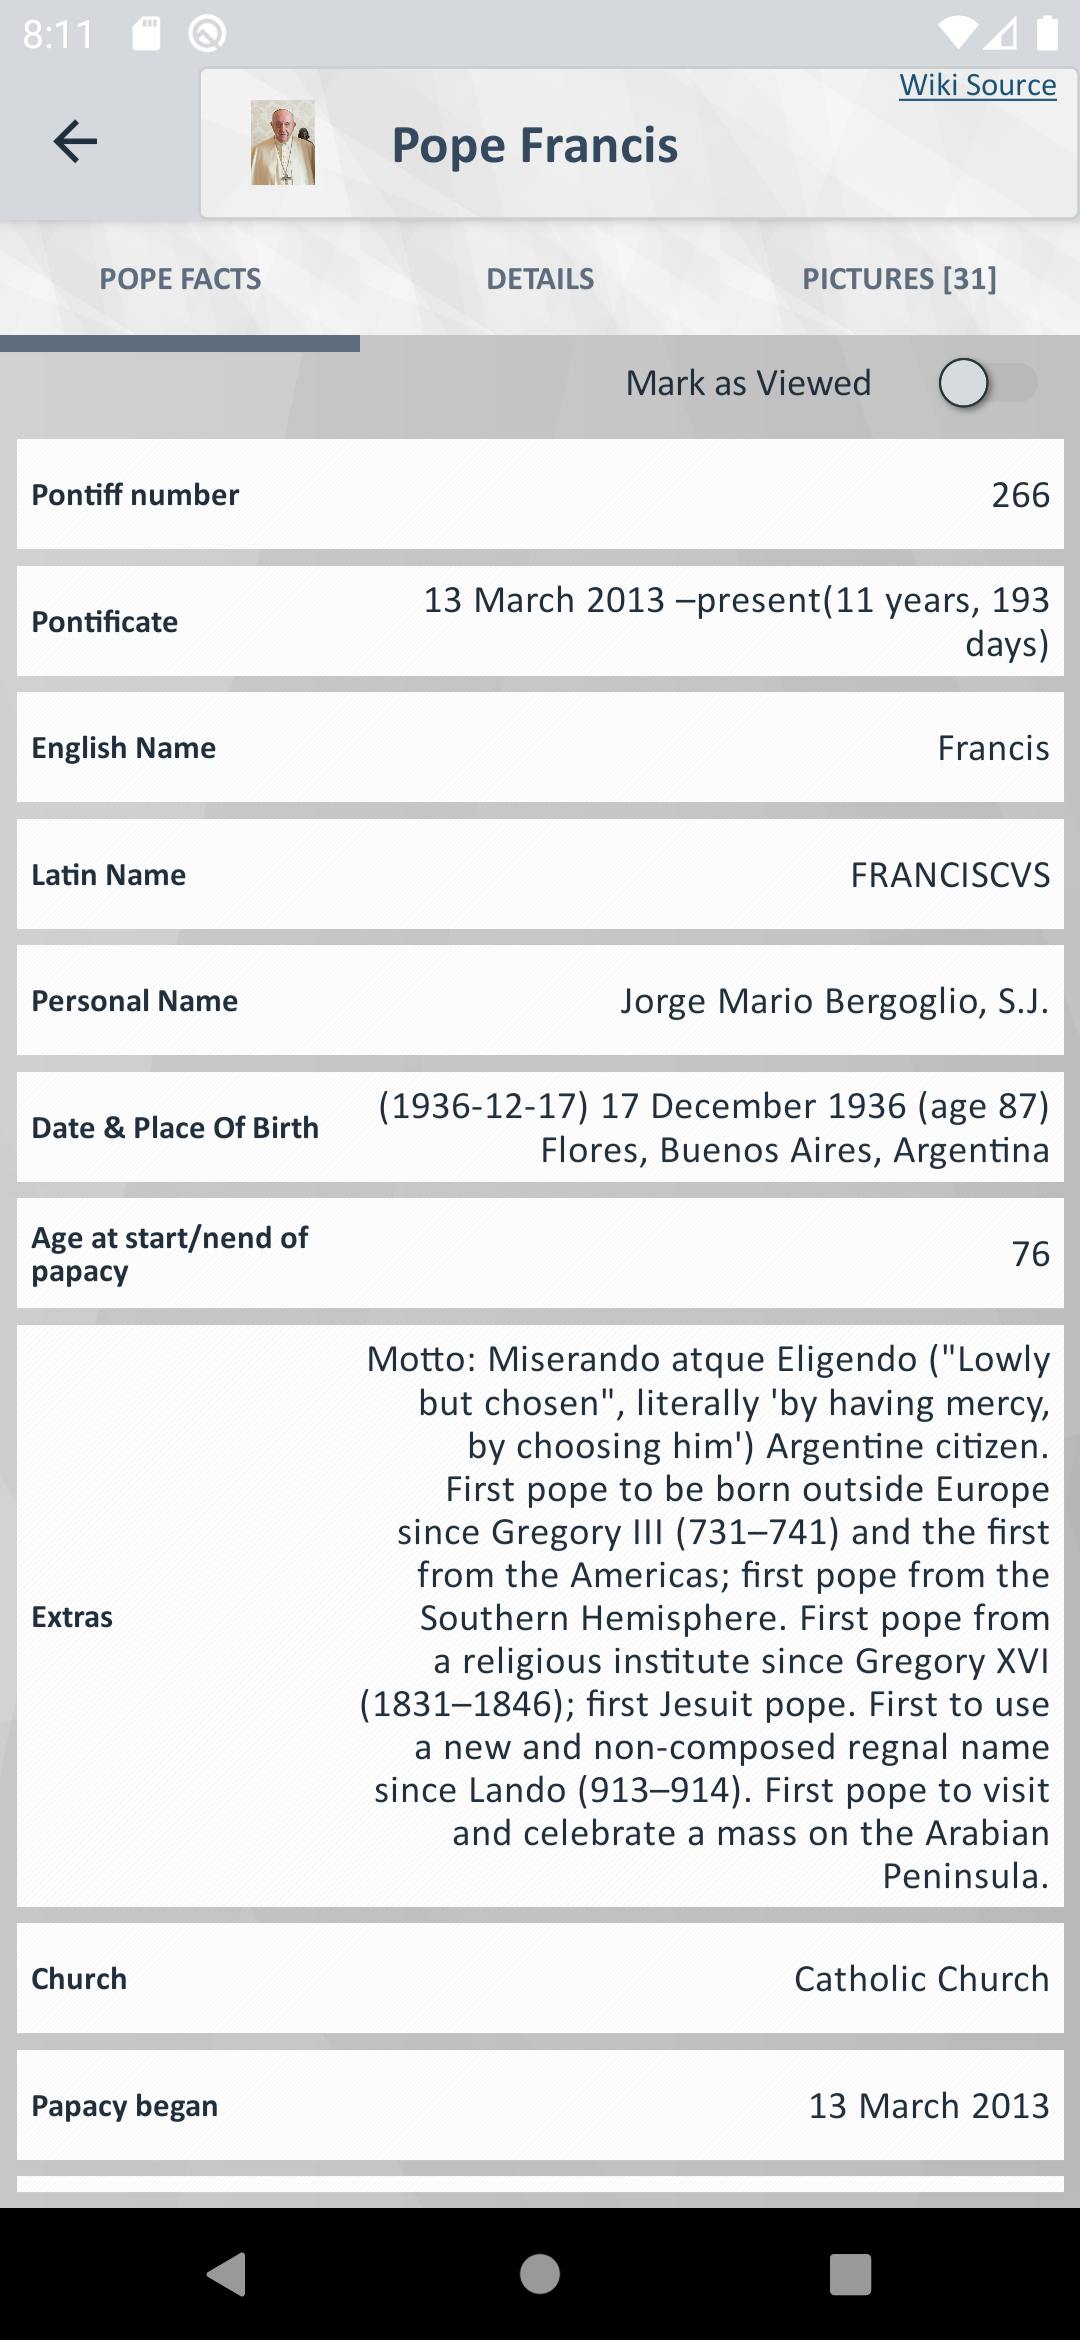 8:11
Wiki Source
Pope Francis
POPE FACTS
DETAILS
PICTURES [31]
Mark as Viewed
Pontiff number
266
Pontificate
13 March 2013 –present(11 years, 193
days)
English Name
Francis
Latin Name
FRANCISCVS
Personal Name
Jorge Mario Bergoglio, S.J.
Date & Place Of Birth
(1936-12-17) 17 December 1936 (age 87)
Flores, Buenos Aires, Argentina
Age at start/nend of
papacy
76
Extras
Motto: Miserando atque Eligendo ("Lowly
but chosen", literally 'by having mercy,
by choosing him') Argentine citizen.
First pope to be born outside Europe
since Gregory III (731–741) and the first
from the Americas; first pope from the
Southern Hemisphere. First pope from
a religious institute since Gregory XVI
(1831–1846); first Jesuit pope. First to use
a new and non-composed regnal name
since Lando (913–914). First pope to visit
and celebrate a mass on the Arabian
Peninsula.
Church
Catholic Church
Papacy began
13 March 2013